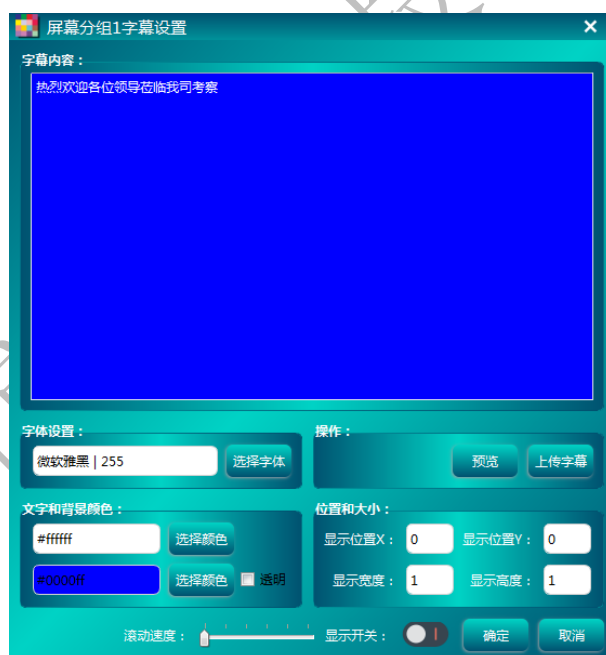 屏幕分组1字幕设置
字幕内容：
热烈欢迎各位领导莅临我司考察
字体设置：
微软雅黑 | 255 选择字体
操作：
预览 上传字幕
文字和背景颜色：
#ffffff 选择颜色
#0000ff 选择颜色 透明
位置和大小：
显示位置X： 0 显示位置Y： 0
显示宽度： 1 显示高度： 1
滚动速度： 显示开关： 确定 取消